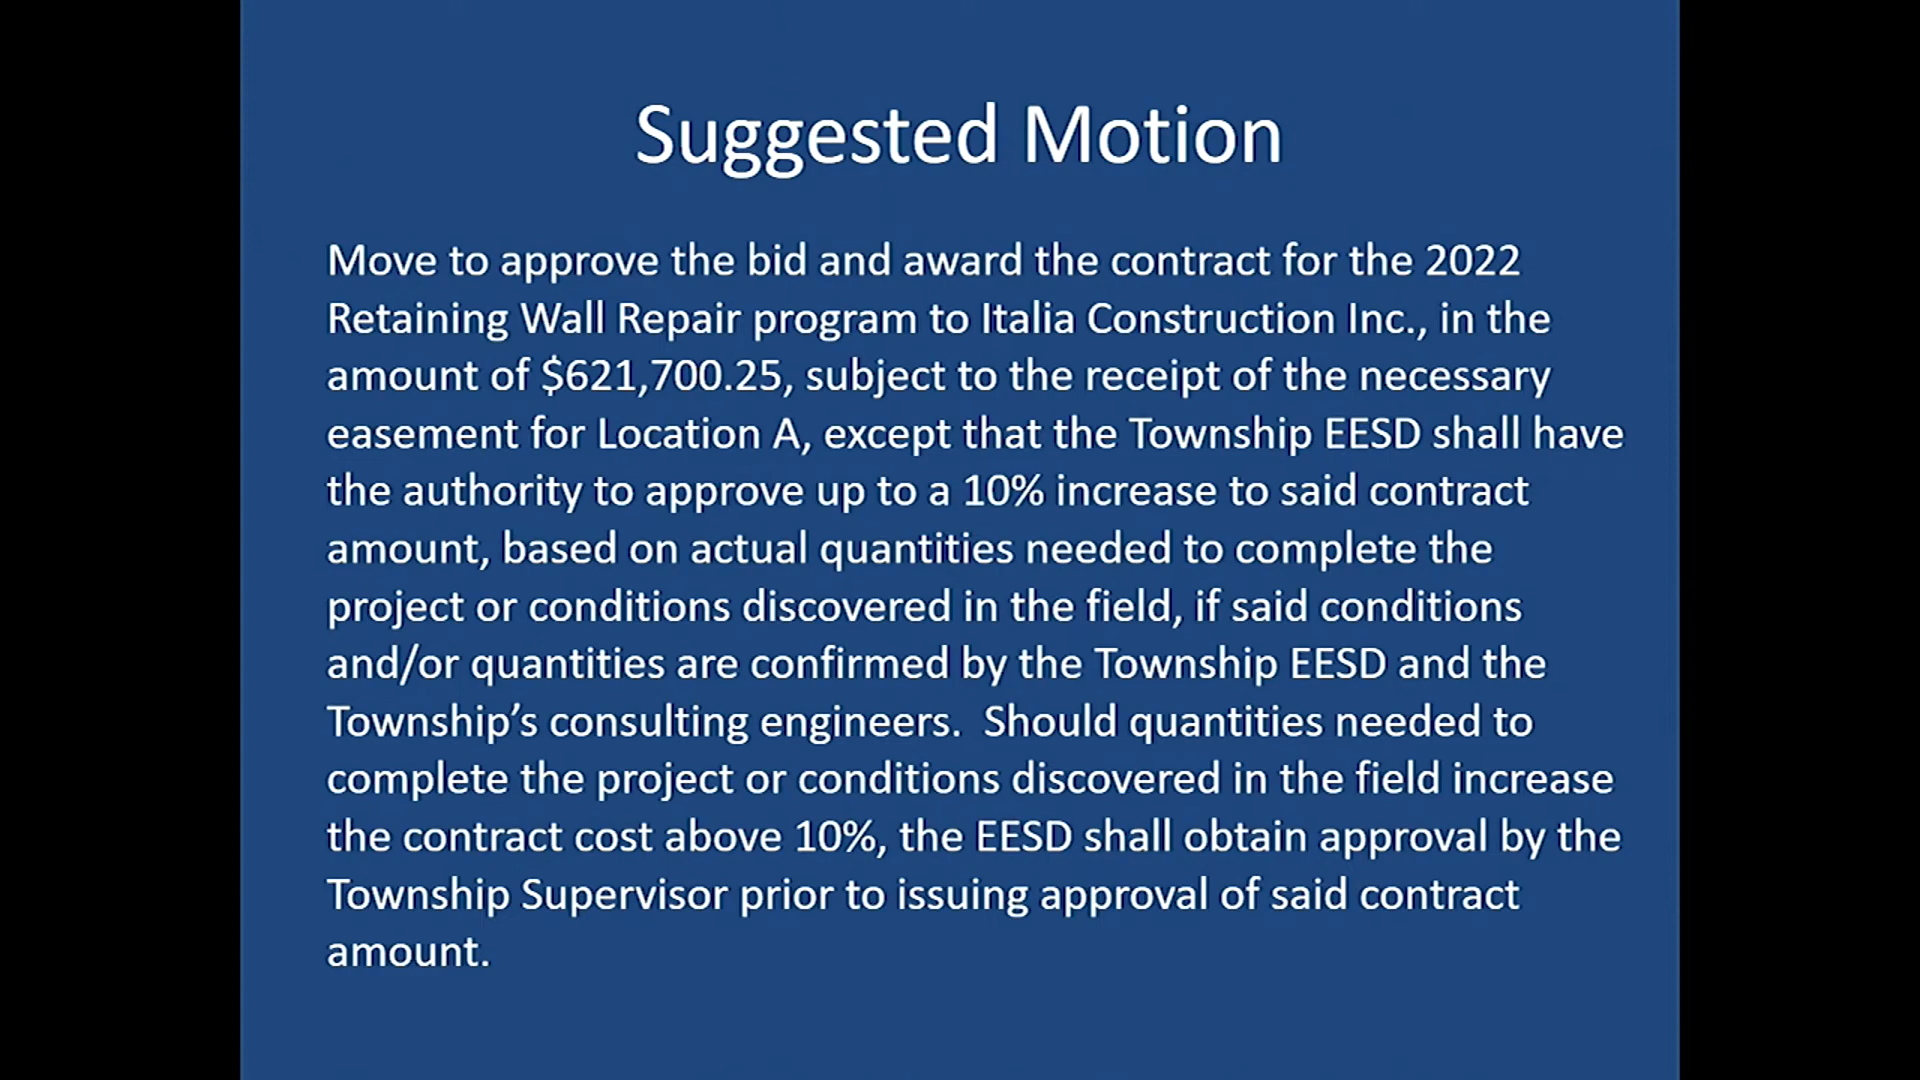 Suggested Motion
Move to approve the bid and award the contract for the 2022
Retaining Wall Repair program to Italia Construction Inc., in the
amount of $621,700.25, subject to the receipt of the necessary
easement for Location A, except that the Township EESD shall have
the authority to approve up to a 10% increase to said contract
amount, based on actual quantities needed to complete the
project or conditions discovered in the field, if said conditions
and/or quantities are confirmed by the Township EESD and the
Township’s consulting engineers.  Should quantities needed to
complete the project or conditions discovered in the field increase
the contract cost above 10%, the EESD shall obtain approval by the
Township Supervisor prior to issuing approval of said contract
amount.